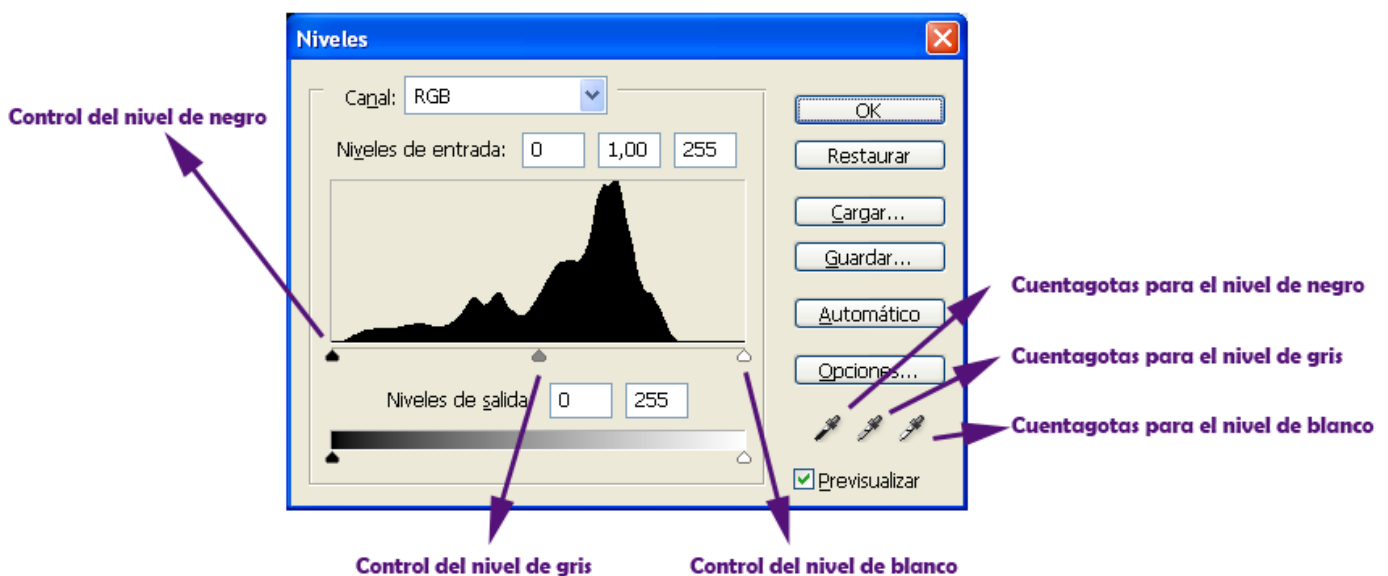 Niveles
Canal: RGB
OK
Control del nivel de negro
Niveles de entrada: 0 1,00 255
Restaurar
Cargar...
Guardar...
Cuentagotas para el nivel de negro
Automático
Cuentagotas para el nivel de gris
Opciones...
Niveles de salida 0 255
Cuentagotas para el nivel de blanco
Previsualizar
Control del nivel de gris
Control del nivel de blanco